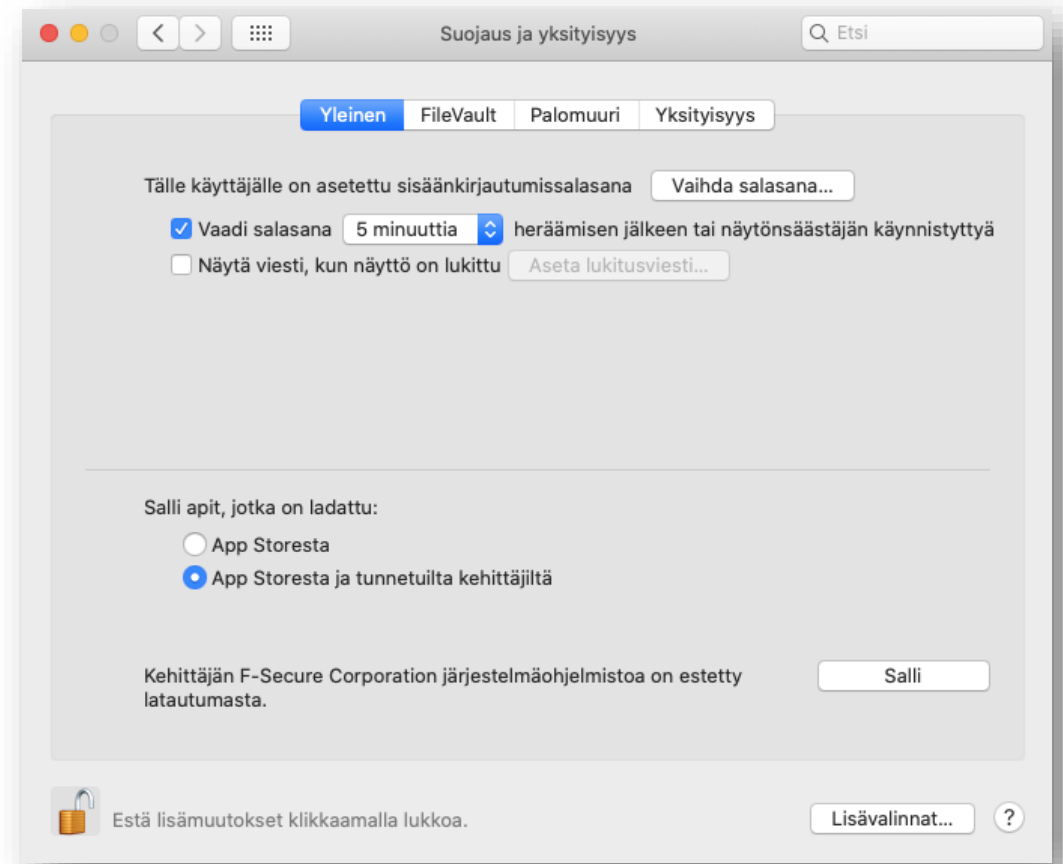 Suojaus ja yksityisyys
Etsi
Yleinen FileVault Palomuuri Yksityisyys
Tälle käyttäjälle on asetettu sisäänkirjautumissalasana Vaihda salasana...
Vaadi salasana 5 minuuttia heräämisen jälkeen tai näytönsäästäjän käynnistyttyä
Näytä viesti, kun näyttö on lukittu Aseta lukitusviesti...
Salli apit, jotka on ladattu:
App Storesta
App Storesta ja tunnetuilta kehittäjiltä
Kehittäjän F-Secure Corporation järjestelmäohjelmistoa on estetty
latautumasta.
Salli
Estä lisämuutokset klikkaamalla lukkoa.
Lisävalinnat... ?